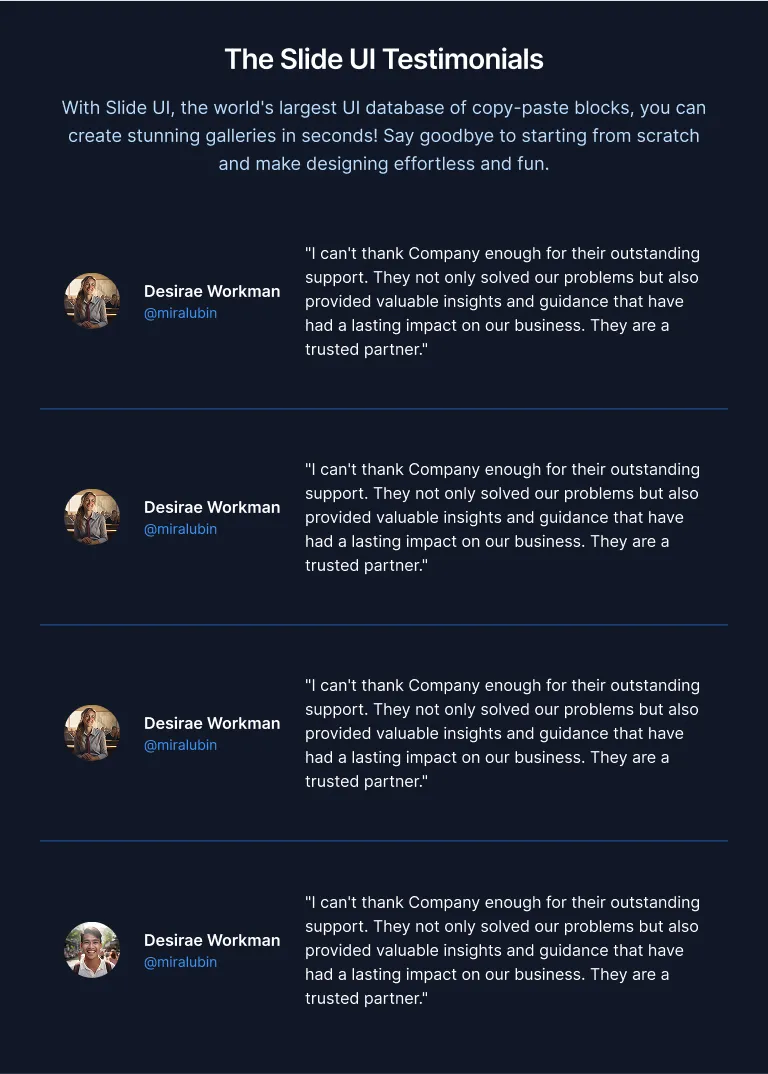 The Slide UI Testimonials
With Slide UI, the world's largest UI database of copy-paste blocks, you can
create stunning galleries in seconds! Say goodbye to starting from scratch
and make designing effortless and fun.
Desirae Workman
@miralubin
"I can't thank Company enough for their outstanding
support. They not only solved our problems but also
provided valuable insights and guidance that have
had a lasting impact on our business. They are a
trusted partner."
Desirae Workman
@miralubin
"I can't thank Company enough for their outstanding
support. They not only solved our problems but also
provided valuable insights and guidance that have
had a lasting impact on our business. They are a
trusted partner."
Desirae Workman
@miralubin
"I can't thank Company enough for their outstanding
support. They not only solved our problems but also
provided valuable insights and guidance that have
had a lasting impact on our business. They are a
trusted partner."
Desirae Workman
@miralubin
"I can't thank Company enough for their outstanding
support. They not only solved our problems but also
provided valuable insights and guidance that have
had a lasting impact on our business. They are a
trusted partner."